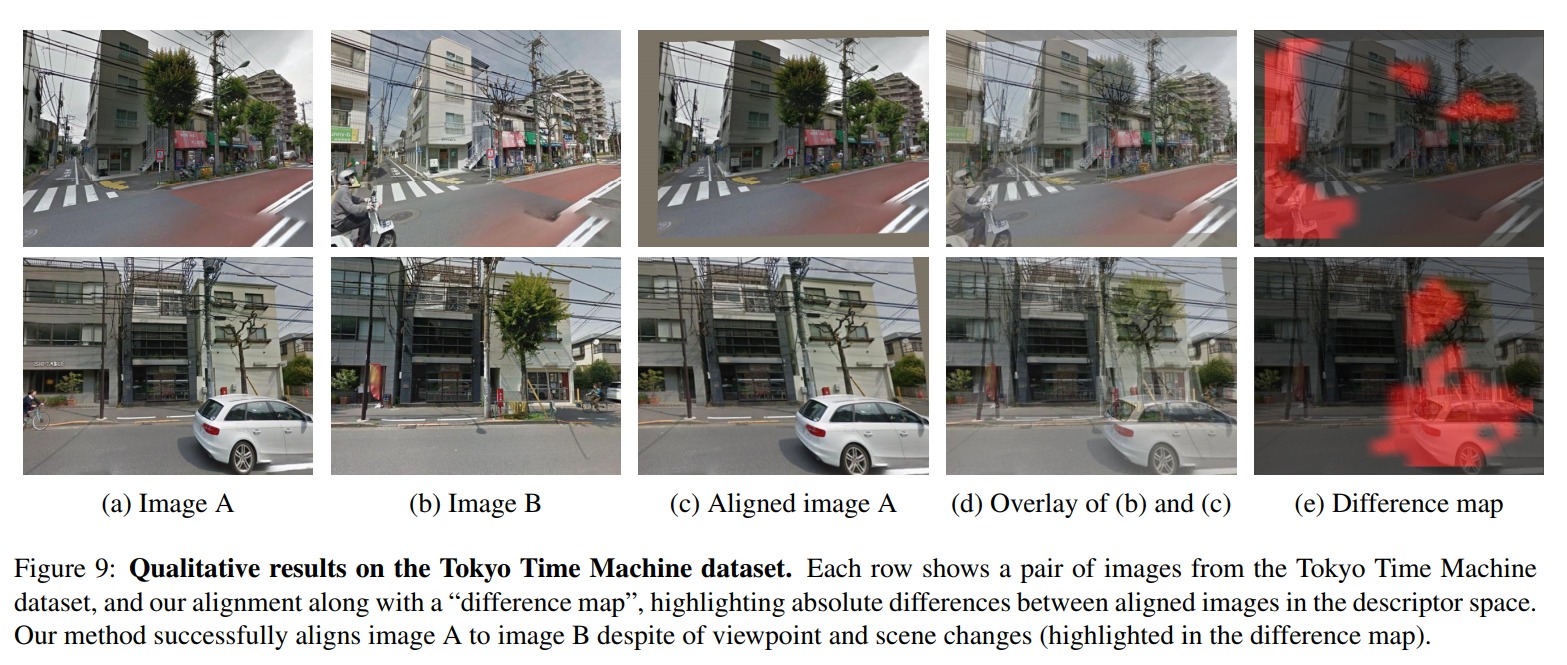 (a) Image A
(b) Image B
(c) Aligned image A
(d) Overlay of (b) and (c)
(e) Difference map
Figure 9: Qualitative results on the Tokyo Time Machine dataset. Each row shows a pair of images from the Tokyo Time Machine
dataset, and our alignment along with a “difference map”, highlighting absolute differences between aligned images in the descriptor space.
Our method successfully aligns image A to image B despite of viewpoint and scene changes (highlighted in the difference map).